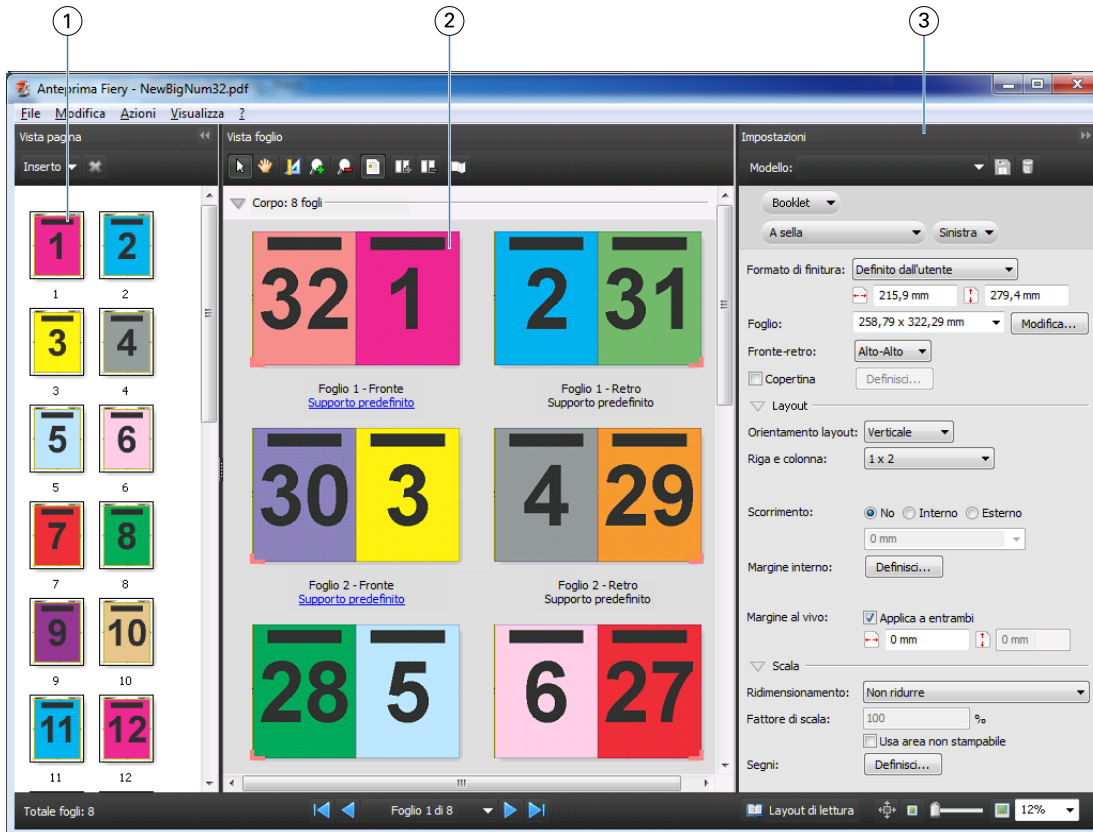 1 2 3
Anteprima Fiery - NewBigNum32.pdf
File Modifica Azioni Visualizza ?
Vista pagina
Inserto
1 2
1 2
3 4
3 4
5 6
5 6
7 8
7 8
9 10
9 10
11 12
11 12
Totale fogli: 8
Vista foglio
Corpo: 8 fogli
32 1 2 31
Foglio 1 - Fronte Foglio 1 - Retro
Supporto predefinito Supporto predefinito
30 3 4 29
Foglio 2 - Fronte Foglio 2 - Retro
Supporto predefinito Supporto predefinito
28 5 6 27
Foglio 1 di 8
Impostazioni
Modello:
Booklet
A sella Sinistra
Formato di finitura: Definito dall'utente
215,9 mm 279,4 mm
Foglio: 258,79 x 322,29 mm Modifica...
Fronte-retro: Alto-Alto
Copertina Definisci...
Layout
Orientamento layout: Verticale
Riga e colonna: 1 x 2
Scorrimento: No Interno Esterno
0 mm
Margine interno: Definisci...
Margine al vivo: Applica a entrambi
0 mm 0 mm
Scala
Ridimensionamento: Non ridurre
Fattore di scala: 100 %
Usa area non stampabile
Segni: Definisci...
Layout di lettura 12%